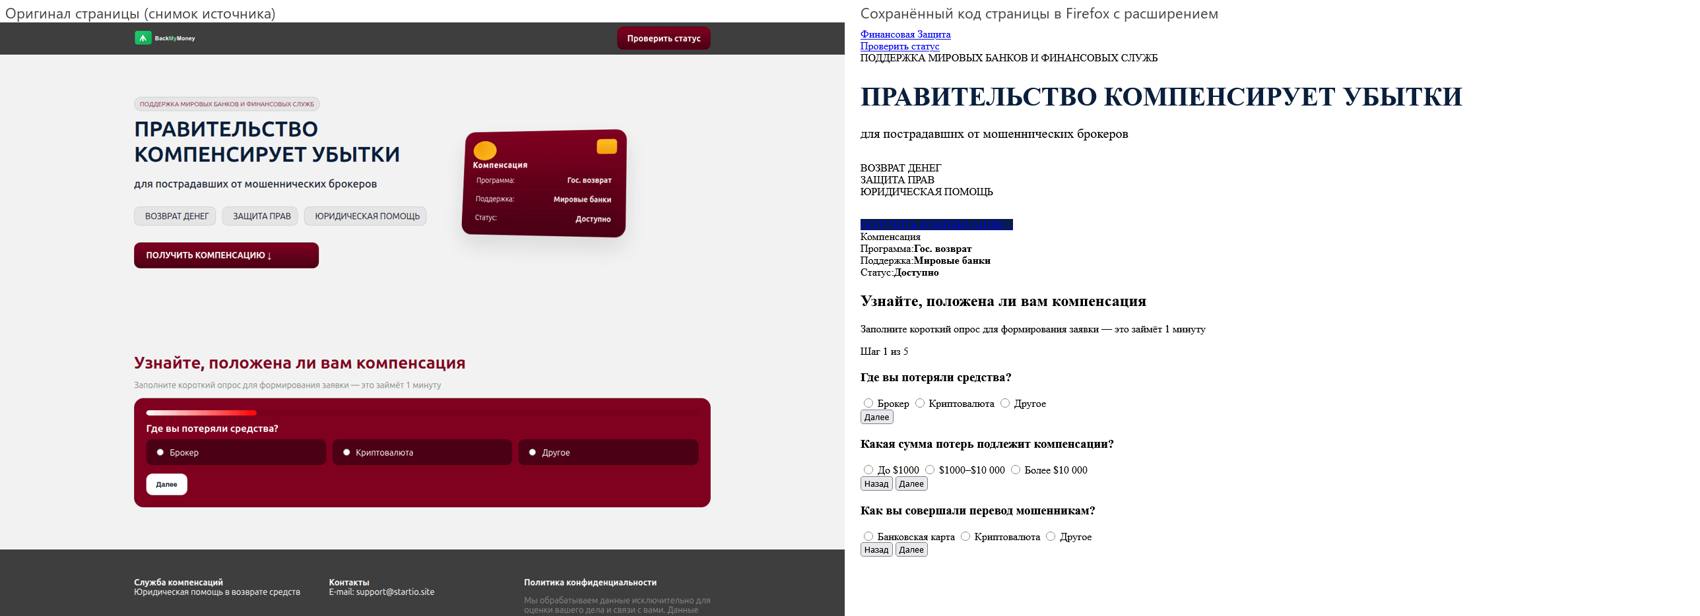 Оригинал страницы (снимок источника)
BackMyMoney
Проверить статус
ПОДДЕРЖКА МИРОВЫХ БАНКОВ И ФИНАНСОВЫХ СЛУЖБ
ПРАВИТЕЛЬСТВО
КОМПЕНСИРУЕТ УБЫТКИ
для пострадавших от мошеннических брокеров
ВОЗВРАТ ДЕНЕГ
ЗАЩИТА ПРАВ
ЮРИДИЧЕСКАЯ ПОМОЩЬ
ПОЛУЧИТЬ КОМПЕНСАЦИЮ ↓
Компенсация
Программа: Гос. возврат
Поддержка: Мировые банки
Статус: Доступно
Узнайте, положена ли вам компенсация
Заполните короткий опрос для формирования заявки — это займёт 1 минуту
Где вы потеряли средства?
Брокер
Криптовалюта
Другое
Далее
Служба компенсаций
Юридическая помощь в возврате средств
Контакты
E-mail: support@startio.site
Политика конфиденциальности
Мы обрабатываем данные исключительно для
оценки вашего дела и связи с вами. Данные
Сохранённый код страницы в Firefox с расширением
Финансовая Защита
Проверить статус
ПОДДЕРЖКА МИРОВЫХ БАНКОВ И ФИНАНСОВЫХ СЛУЖБ
ПРАВИТЕЛЬСТВО КОМПЕНСИРУЕТ УБЫТКИ
для пострадавших от мошеннических брокеров
ВОЗВРАТ ДЕНЕГ
ЗАЩИТА ПРАВ
ЮРИДИЧЕСКАЯ ПОМОЩЬ
Компенсация
Программа:Гос. возврат
Поддержка:Мировые банки
Статус:Доступно
Узнайте, положена ли вам компенсация
Заполните короткий опрос для формирования заявки — это займёт 1 минуту
Шаг 1 из 5
Где вы потеряли средства?
Брокер Криптовалюта Другое
Далее
Какая сумма потерь подлежит компенсации?
До $1000 $1000–$10 000 Более $10 000
Назад Далее
Как вы совершали перевод мошенникам?
Банковская карта Криптовалюта Другое
Назад Далее